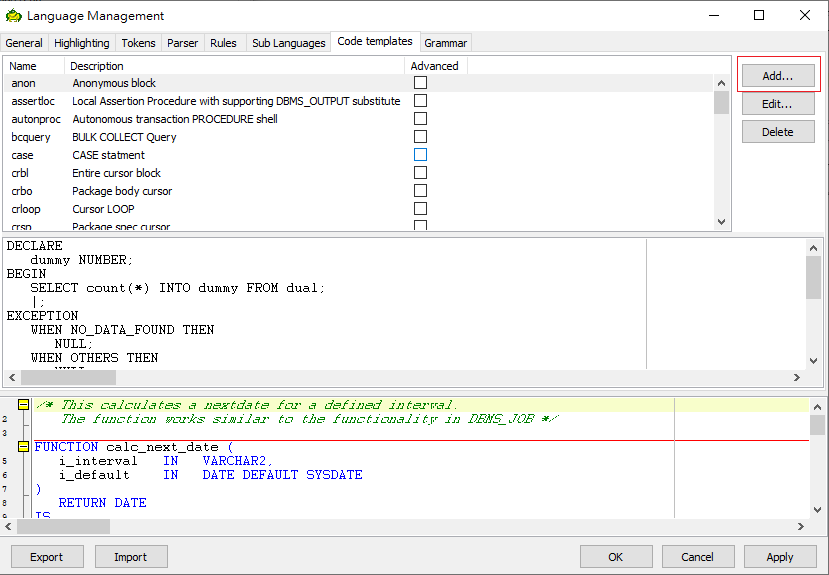 Language Management
General Highlighting Tokens Parser Rules Sub Languages Code templates Grammar
Name Description Advanced
anon Anonymous block
assertloc Local Assertion Procedure with supporting DBMS_OUTPUT substitute
autonproc Autonomous transaction PROCEDURE shell
bcquery BULK COLLECT Query
case CASE statment
crbl Entire cursor block
crbo Package body cursor
crloop Cursor LOOP
crsp Package spec cursor
Add...
Edit...
Delete
DECLARE
dummy NUMBER;
BEGIN
SELECT count(*) INTO dummy FROM dual;
|;
EXCEPTION
WHEN NO_DATA_FOUND THEN
NULL;
WHEN OTHERS THEN
NULL;
/* This calculates a nextdate for a defined interval.
2 The function works similar to the functionality in DBMS_JOB */
3
FUNCTION calc_next_date (
5 i_interval IN VARCHAR2,
6 i_default IN DATE DEFAULT SYSDATE
7 )
8 RETURN DATE
9 IS
Export Import OK Cancel Apply